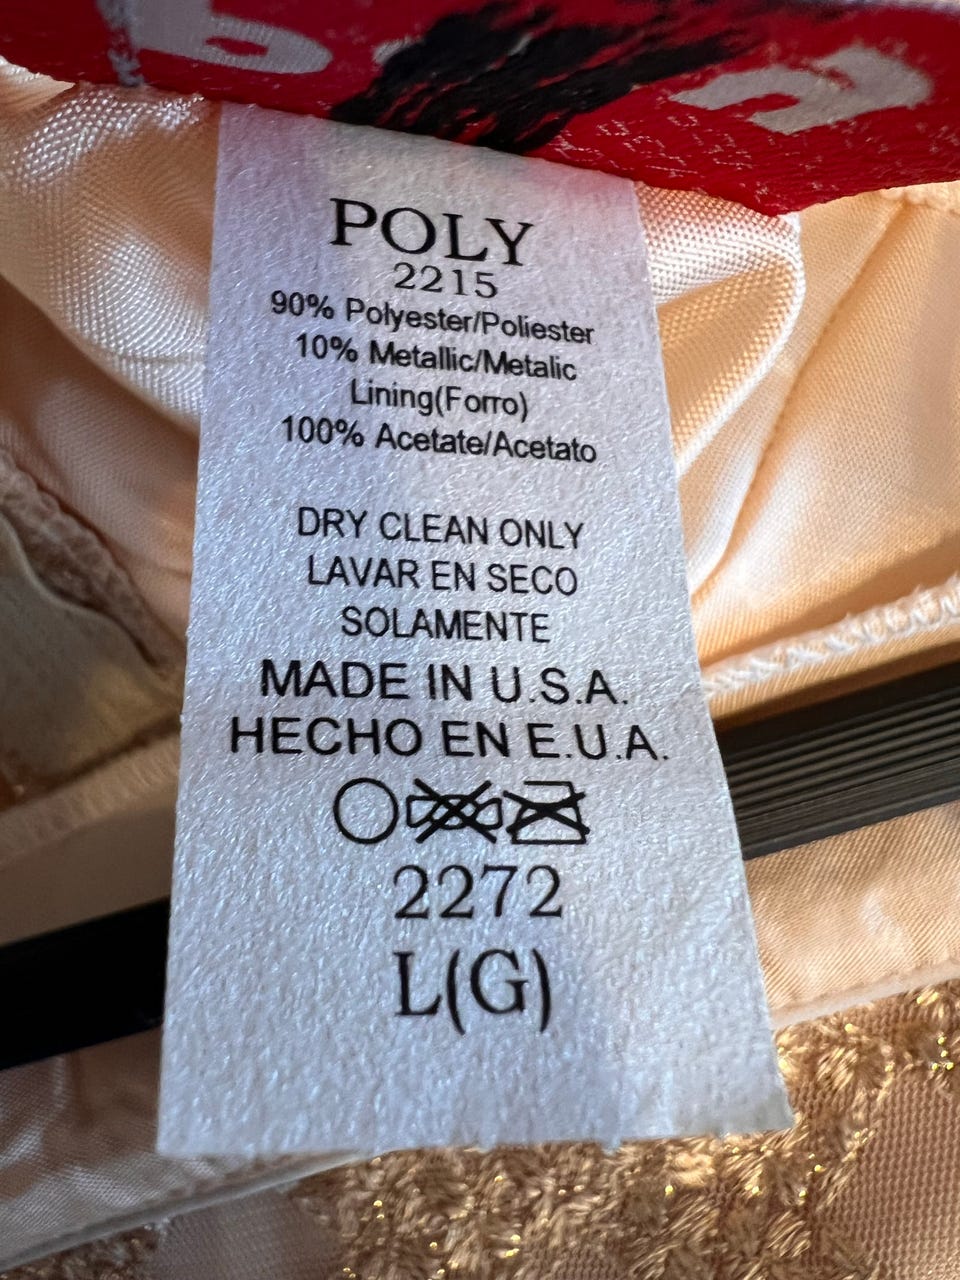 POLY
2215
90% Polyester/Poliester
10% Metallic/Metalic
Lining(Forro)
100% Acetate/Acetato
DRY CLEAN ONLY
LAVAR EN SECO
SOLAMENTE
MADE IN U.S.A.
HECHO EN E.U.A.
2272
L(G)